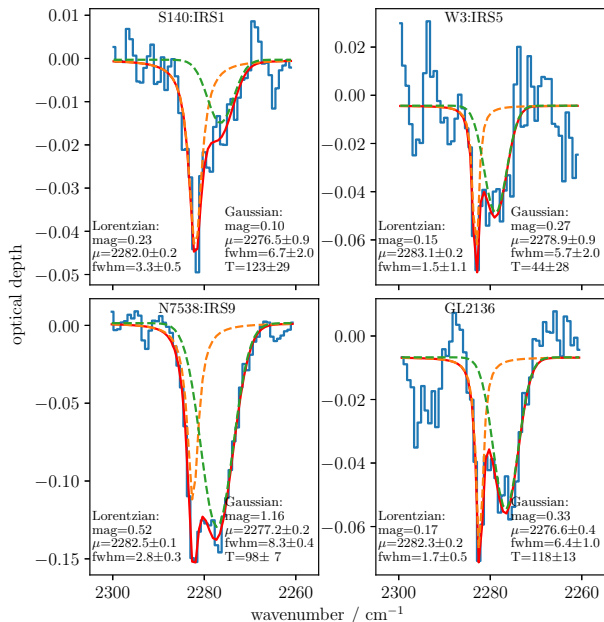 S140:IRS1
W3:IRS5
0.01
0.00
−0.01
−0.02
−0.03
−0.04
−0.05
Lorentzian:
mag=0.23
μ=2282.0±0.2
fwhm=3.3±0.5
Gaussian:
mag=0.10
μ=2276.5±0.9
fwhm=6.7±2.0
T=123±29
0.02
0.00
−0.02
−0.04
−0.06
Lorentzian:
mag=0.15
μ=2283.1±0.2
fwhm=1.5±1.1
Gaussian:
mag=0.27
μ=2278.9±0.9
fwhm=5.7±2.0
T=44±28
optical depth
N7538:IRS9
GL2136
0.00
−0.05
−0.10
−0.15
Lorentzian:
mag=0.52
μ=2282.5±0.1
fwhm=2.8±0.3
Gaussian:
mag=1.16
μ=2277.2±0.2
fwhm=8.3±0.4
T=98± 7
0.00
−0.02
−0.04
−0.06
Lorentzian:
mag=0.17
μ=2282.3±0.2
fwhm=1.7±0.5
Gaussian:
mag=0.33
μ=2276.6±0.4
fwhm=6.4±1.0
T=118±13
2300 2280 2260
2300 2280 2260
wavenumber / cm⁻¹